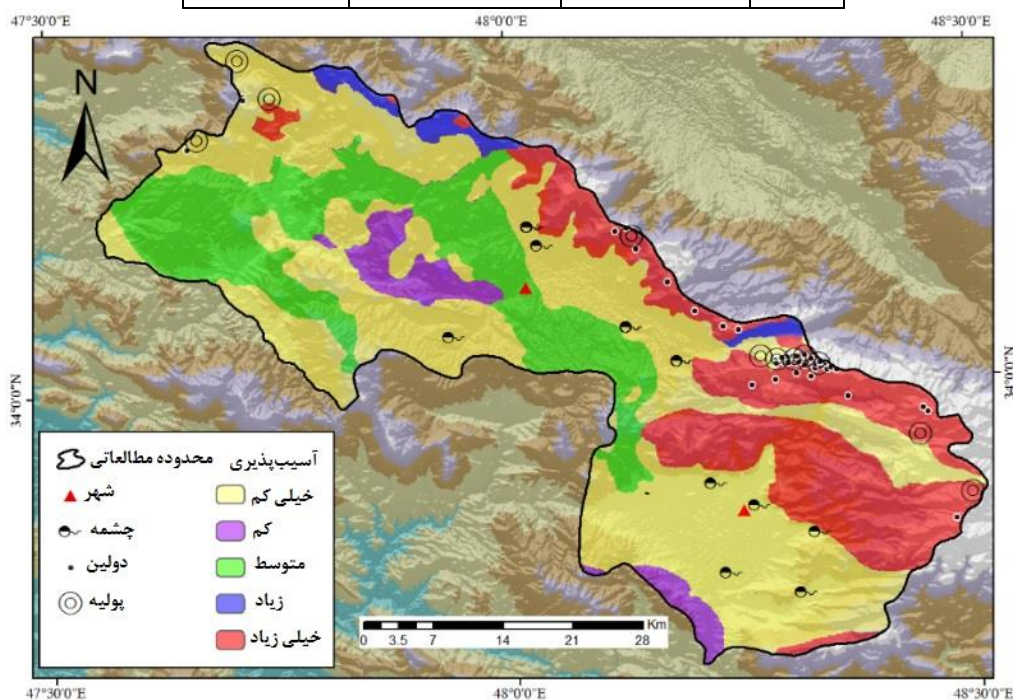 47°30'0"E 48°0'0"E 48°30'0"E
N
34°0'0"N
34°0'0"N
محدوده مطالعاتی آسیب‌پذیری
شهر خیلی کم
چشمه کم
دولین متوسط
پولیه زیاد
خیلی زیاد
Km
0 3.5 7 14 21 28
47°30'0"E 48°0'0"E 48°30'0"E